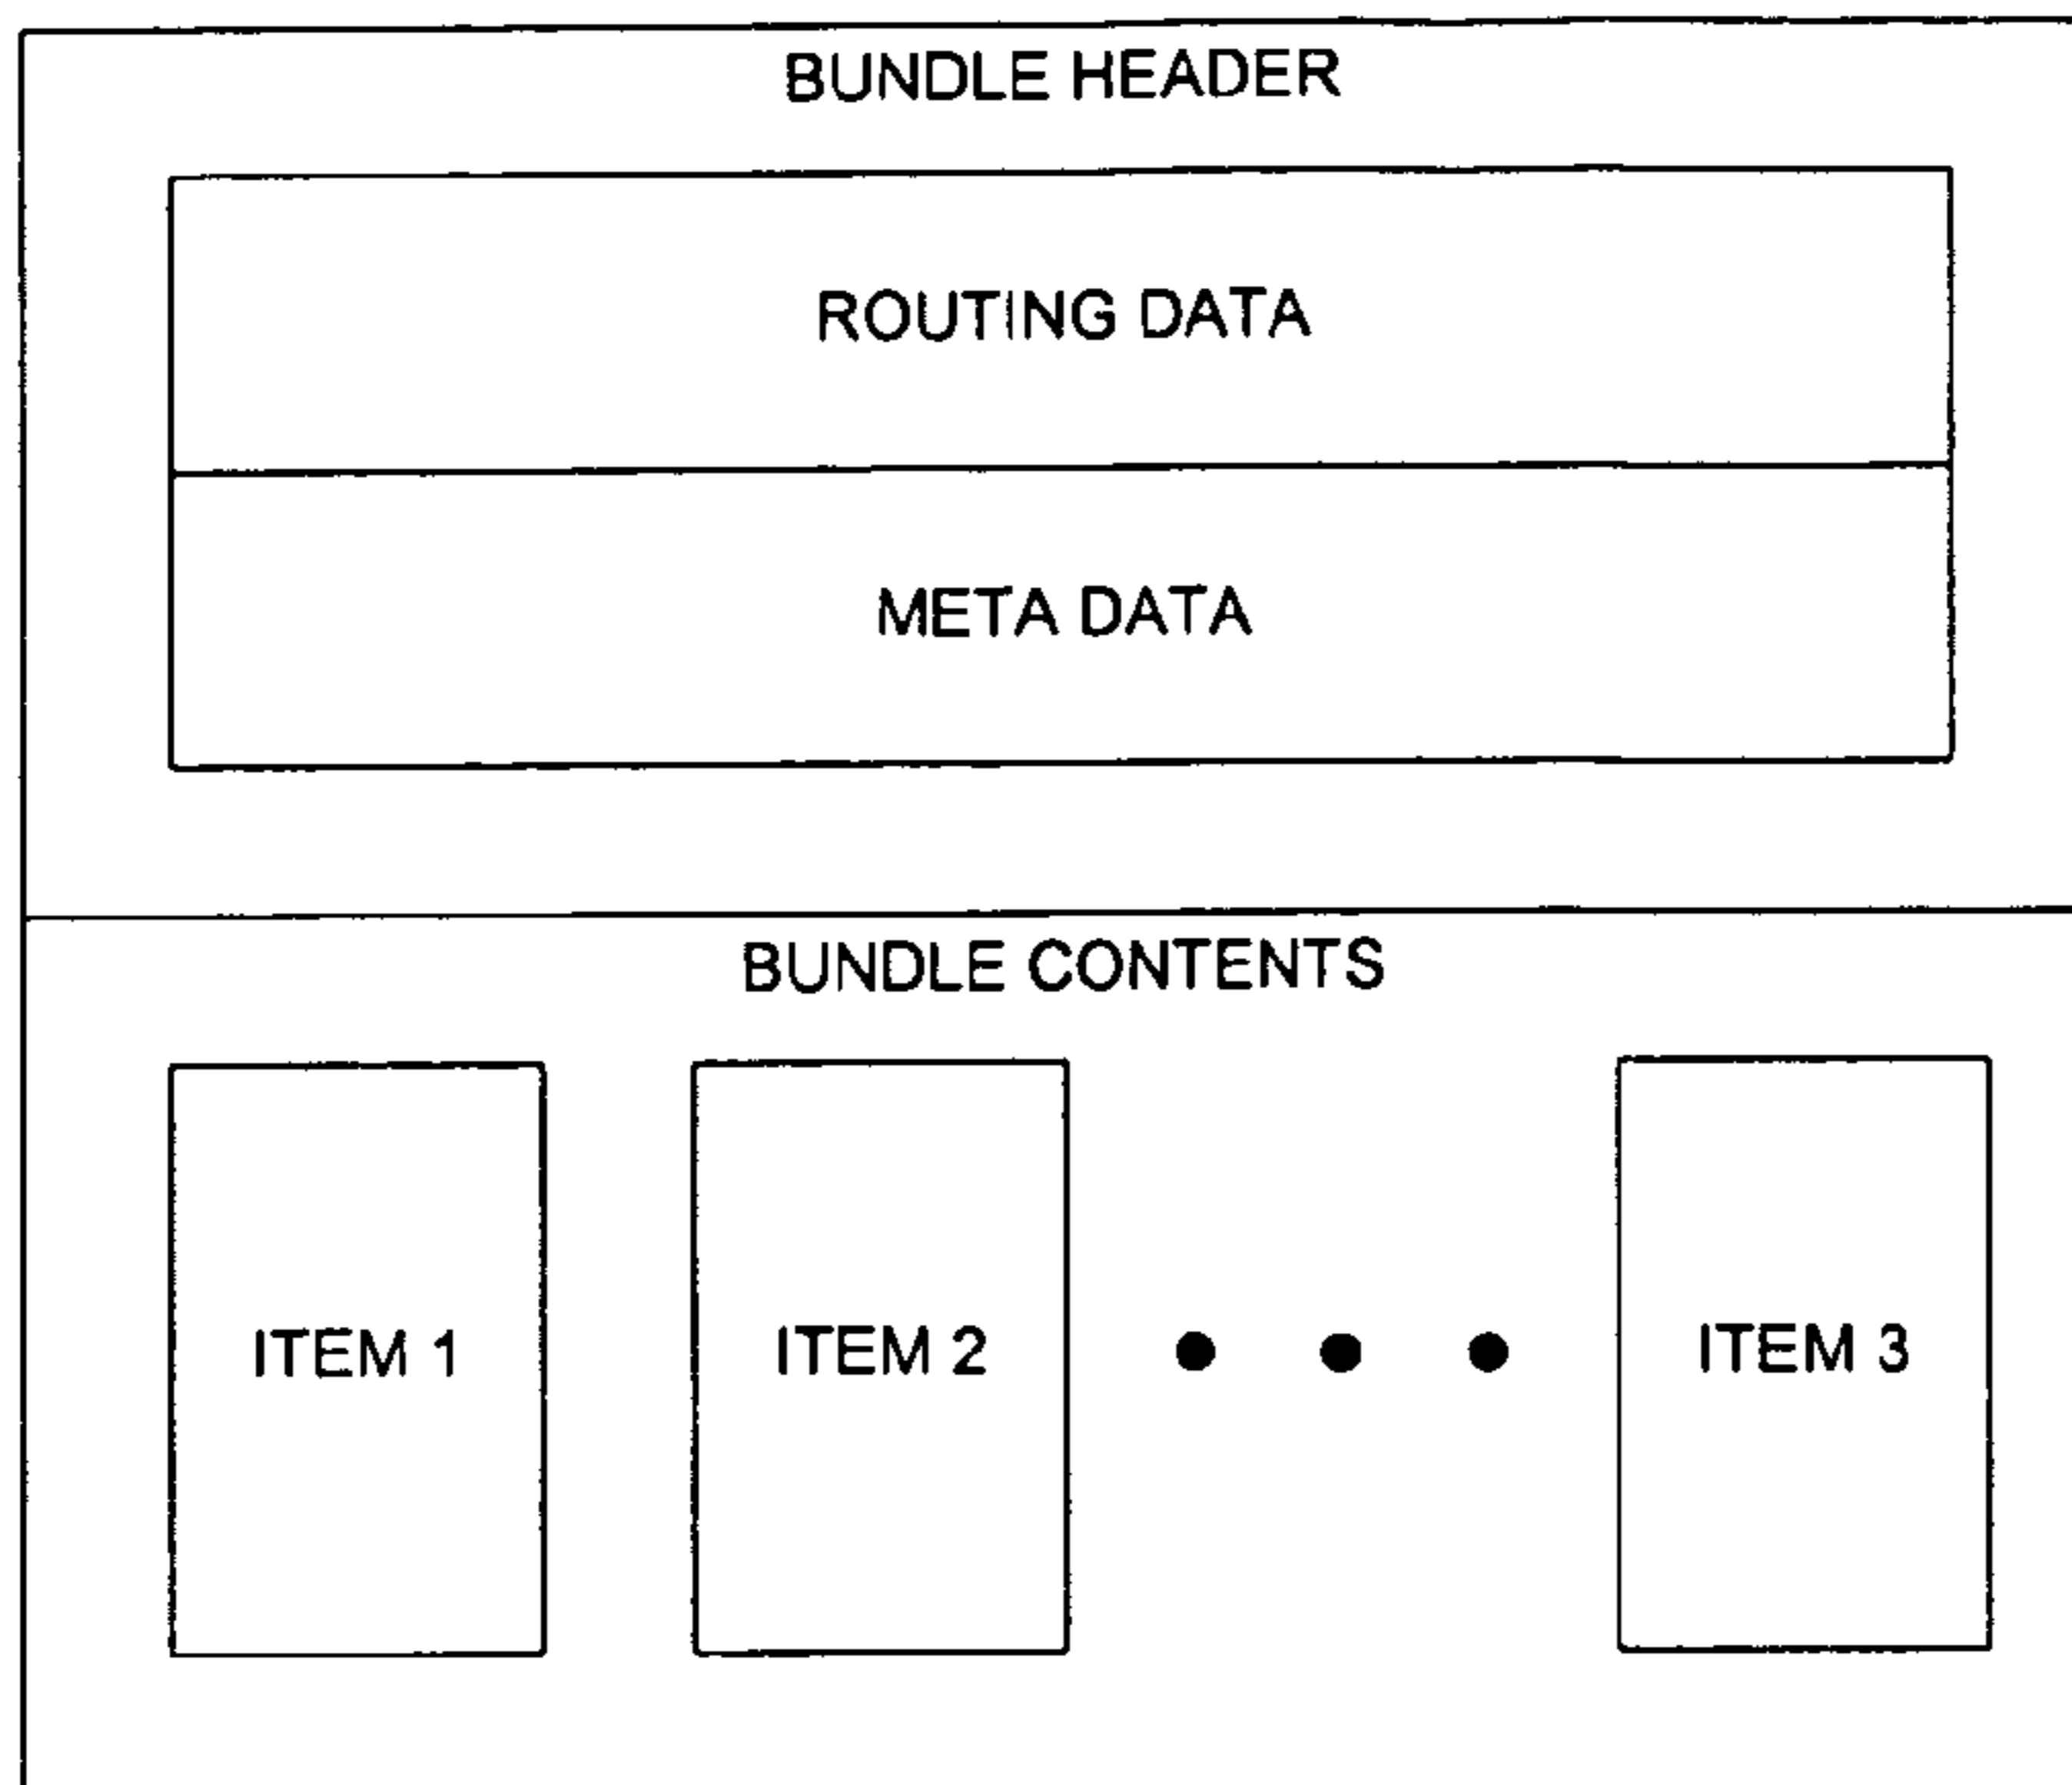 BUNDLE HEADER
ROUTING DATA
META DATA
BUNDLE CONTENTS
ITEM 1
ITEM 2
ITEM 3